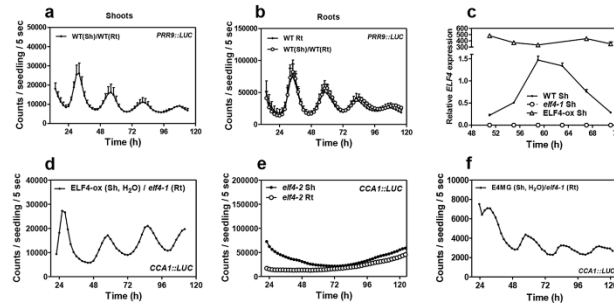 Shoots
Roots
a
50000
40000
30000
20000
10000
0
Counts / seedling / 5 sec
WT(Sh)/WT(Rt)
PRR9::LUC
24 48 72 96 120
Time (h)
b
150000
100000
50000
0
Counts / seedling / 5 sec
WT Rt
WT(Sh)/WT(Rt)
PRR9::LUC
24 48 72 96 120
Time (h)
c
600
500
400
300
2.0
1.5
1.0
0.5
0.0
Relative ELF4 expression
WT Sh
elf4-1 Sh
ELF4-ox Sh
48 52 56 60 64 68
Time (h)
d
40000
30000
20000
10000
0
Counts / seedling / 5 sec
ELF4-ox (Sh, H₂O) / elf4-1 (Rt)
CCA1::LUC
24 48 72 96 120
Time (h)
e
200000
150000
100000
50000
0
Counts / seedling / 5 sec
elf4-2 Sh
elf4-2 Rt
CCA1::LUC
24 48 72 96 120
Time (h)
f
10000
8000
6000
4000
2000
0
Counts / seedling / 5 sec
E4MG (Sh, H₂O)/elf4-1 (Rt)
CCA1::LUC
24 48 72 96 120
Time (h)